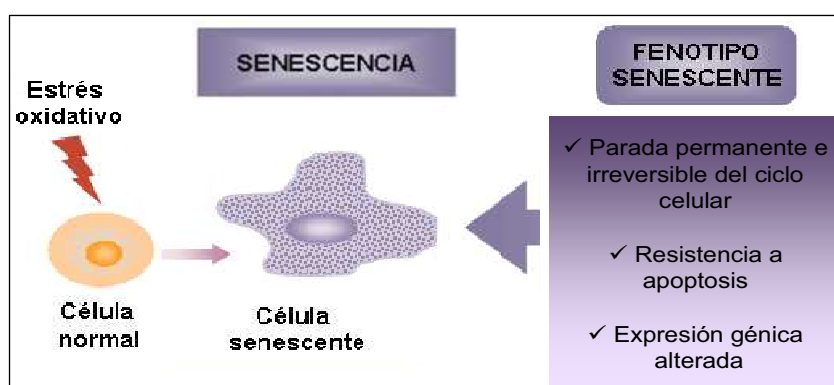 SENESCENCIA
FENOTIPO
SENESCENTE
Estrés
oxidativo
Célula
normal
Célula
senescente
✓ Parada permanente e
irreversible del ciclo
celular
✓ Resistencia a
apoptosis
✓ Expresión génica
alterada